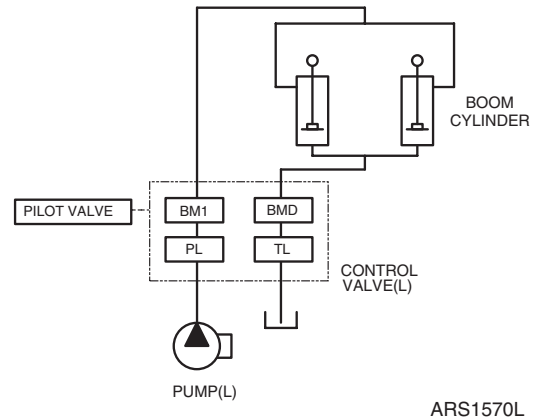 BOOM
CYLINDER
PILOT VALVE
BM1
BMD
PL
TL
CONTROL
VALVE(L)
PUMP(L)
ARS1570L